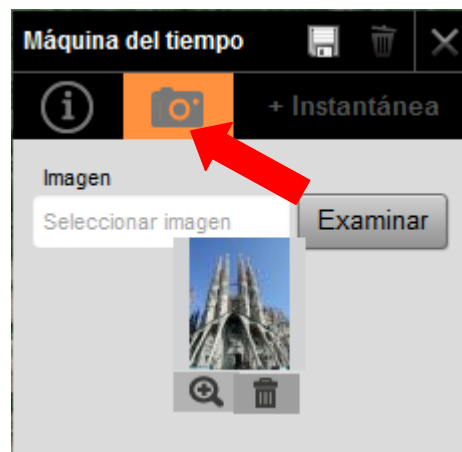 Máquina del tiempo
+ Instantánea
Imagen
Seleccionar imagen Examinar